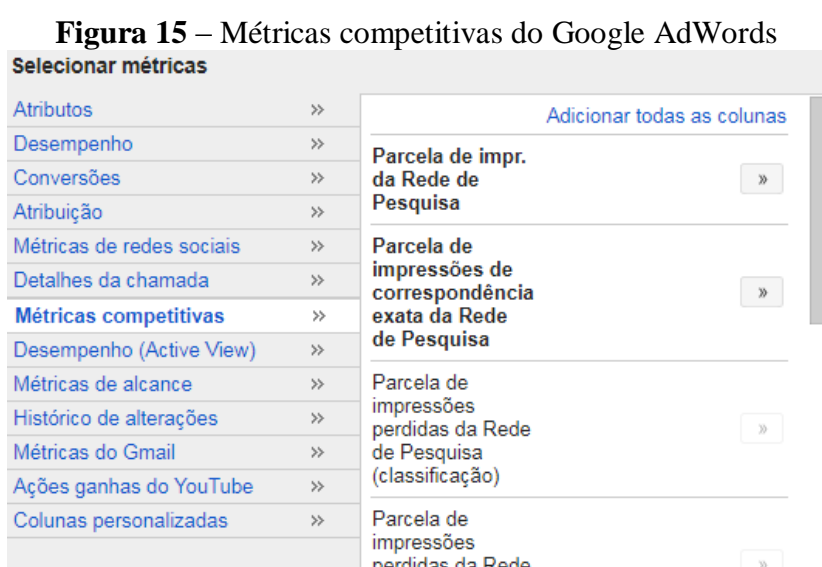 Figura 15 – Métricas competitivas do Google AdWords
Selecionar métricas
Atributos »
Desempenho »
Conversões »
Atribuição »
Métricas de redes sociais »
Detalhes da chamada »
Métricas competitivas »
Desempenho (Active View) »
Métricas de alcance »
Histórico de alterações »
Métricas do Gmail »
Ações ganhas do YouTube »
Colunas personalizadas »
Adicionar todas as colunas
Parcela de impr.
da Rede de »
Pesquisa
Parcela de
impressões de
correspondência »
exata da Rede
de Pesquisa
Parcela de
impressões
perdidas da Rede »
de Pesquisa
(classificação)
Parcela de
impressões
perdidas da Rede »